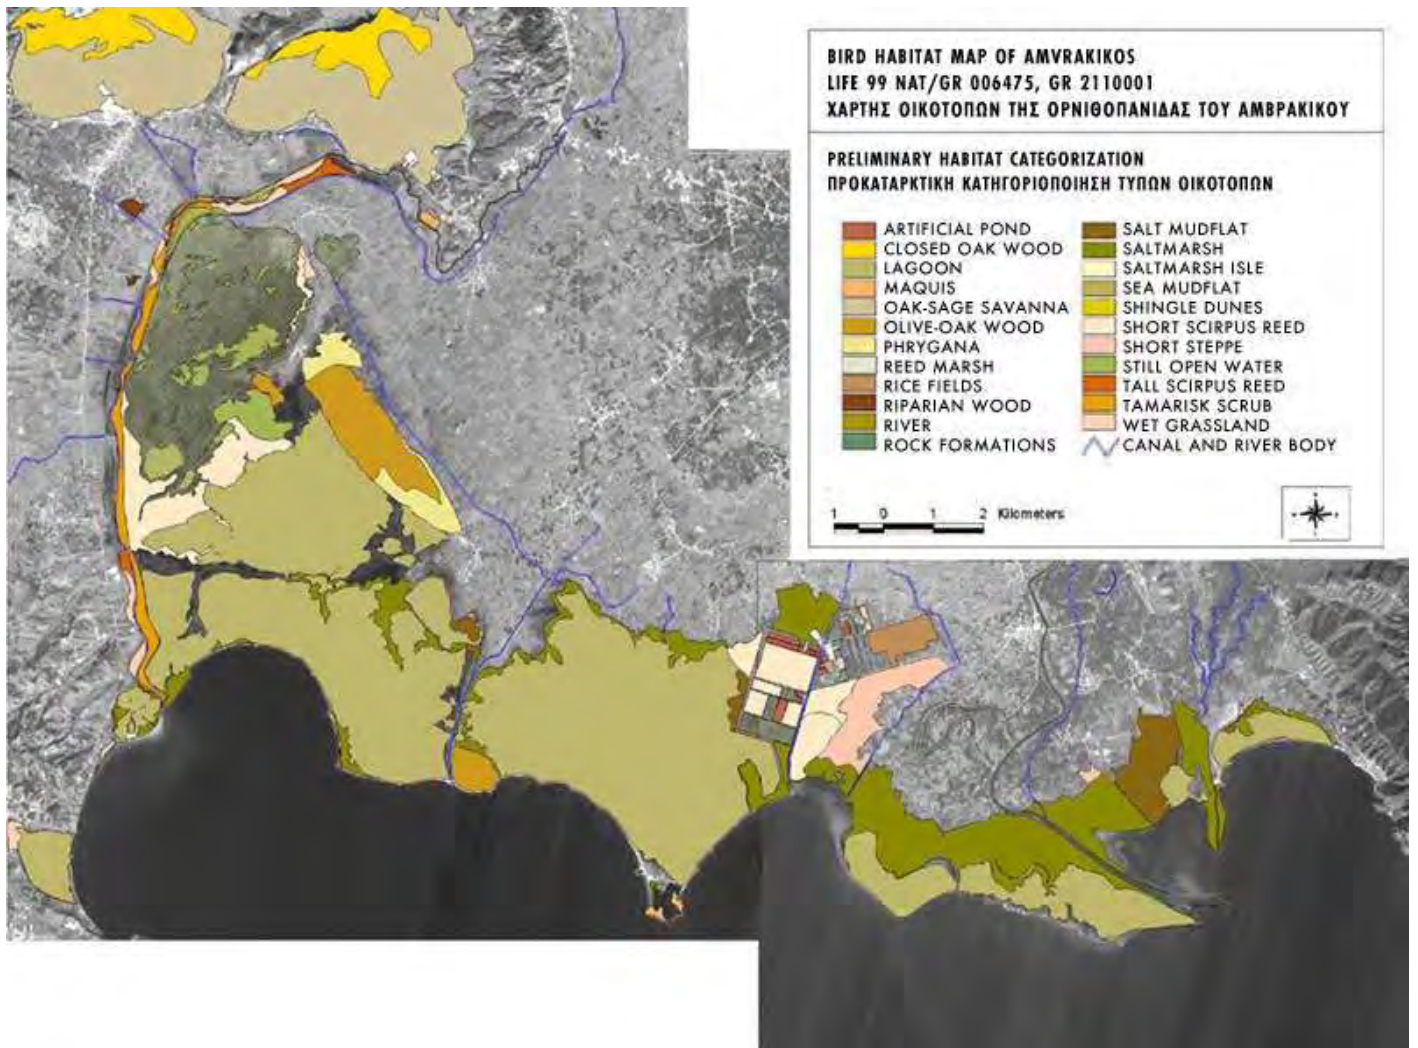 BIRD HABITAT MAP OF AMVRAKIKOS
LIFE 99 NAT/GR 006475, GR 2110001
ΧΑΡΤΗΣ ΟΙΚΟΤΟΠΩΝ ΤΗΣ ΟΡΝΙΘΟΠΑΝΙΔΑΣ ΤΟΥ ΑΜΒΡΑΚΙΚΟΥ
PRELIMINARY HABITAT CATEGORIZATION
ΠΡΟΚΑΤΑΡΚΤΙΚΗ ΚΑΤΗΓΟΡΙΟΠΟΙΗΣΗ ΤΥΠΩΝ ΟΙΚΟΤΟΠΩΝ
ARTIFICIAL POND
CLOSED OAK WOOD
LAGOON
MAQUIS
OAK-SAGE SAVANNA
OLIVE-OAK WOOD
PHRYGANA
REED MARSH
RICE FIELDS
RIPARIAN WOOD
RIVER
ROCK FORMATIONS
SALT MUDFLAT
SALTMARSH
SALTMARSH ISLE
SEA MUDFLAT
SHINGLE DUNES
SHORT SCIRPUS REED
SHORT STEPPE
STILL OPEN WATER
TALL SCIRPUS REED
TAMARISK SCRUB
WET GRASSLAND
CANAL AND RIVER BODY
1 0 1 2 Kilometers